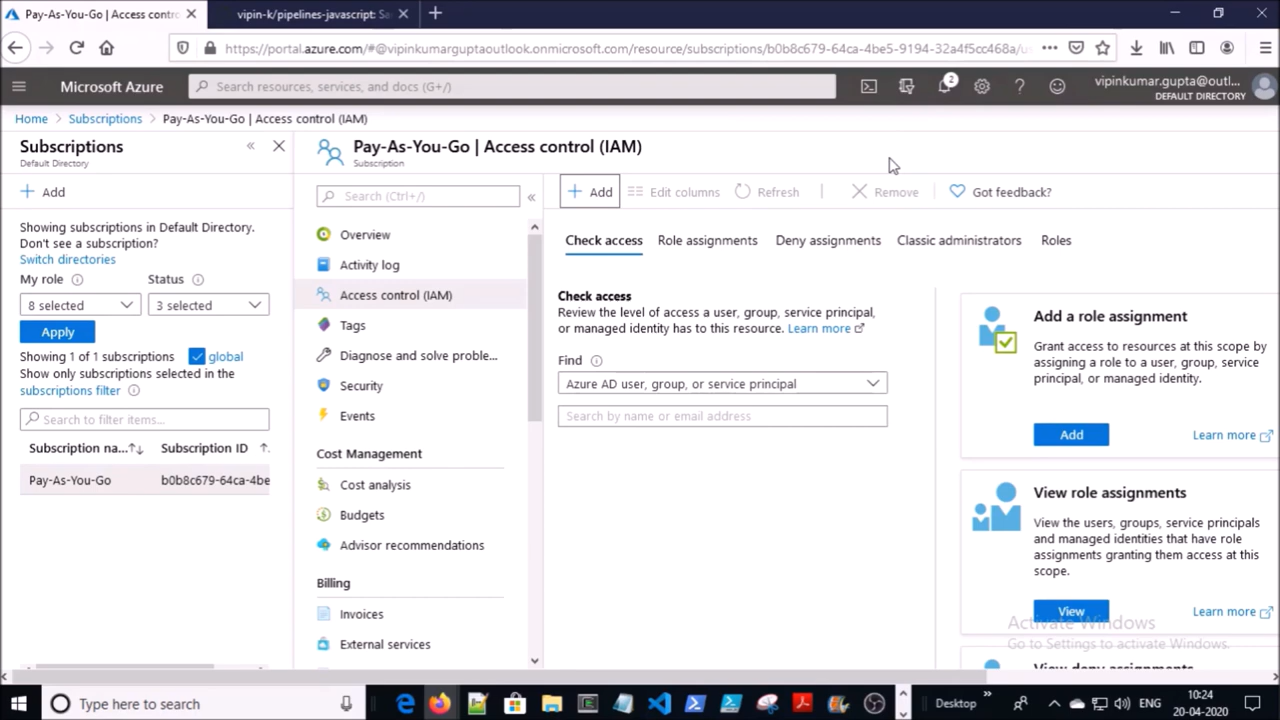 Pay-As-You-Go | Access contro
vipin-k/pipelines-javascript: Sa
https://portal.azure.com/#@vipinkumarguptaoutlook.onmicrosoft.com/resource/subscriptions/b0b8c679-64ca-4be5-9194-32a4f5cc468a/u
Microsoft Azure
Search resources, services, and docs (G+/)
2
vipinkumar.gupta@outl...
DEFAULT DIRECTORY
Home > Subscriptions > Pay-As-You-Go | Access control (IAM)
Subscriptions
Default Directory
Add
Showing subscriptions in Default Directory.
Don't see a subscription?
Switch directories
My role
Status
8 selected
3 selected
Apply
Showing 1 of 1 subscriptions
global
Show only subscriptions selected in the
subscriptions filter
Search to filter items...
Subscription na...
Subscription ID
Pay-As-You-Go
b0b8c679-64ca-4be
Pay-As-You-Go | Access control (IAM)
Subscription
Search (Ctrl+/)
Overview
Activity log
Access control (IAM)
Tags
Diagnose and solve proble...
Security
Events
Cost Management
Cost analysis
Budgets
Advisor recommendations
Billing
Invoices
External services
Add
Edit columns
Refresh
Remove
Got feedback?
Check access
Role assignments
Deny assignments
Classic administrators
Roles
Check access
Review the level of access a user, group, service principal,
or managed identity has to this resource. Learn more
Find
Azure AD user, group, or service principal
Search by name or email address
Add a role assignment
Grant access to resources at this scope by
assigning a role to a user, group, service
principal, or managed identity.
Add
Learn more
View role assignments
View the users, groups, service principals
and managed identities that have role
assignments granting them access at this
scope.
View
Learn more
View deny assignments
Activate Windows
Go to Settings to activate Windows.
Type here to search
Desktop
ENG
10:24
20-04-2020